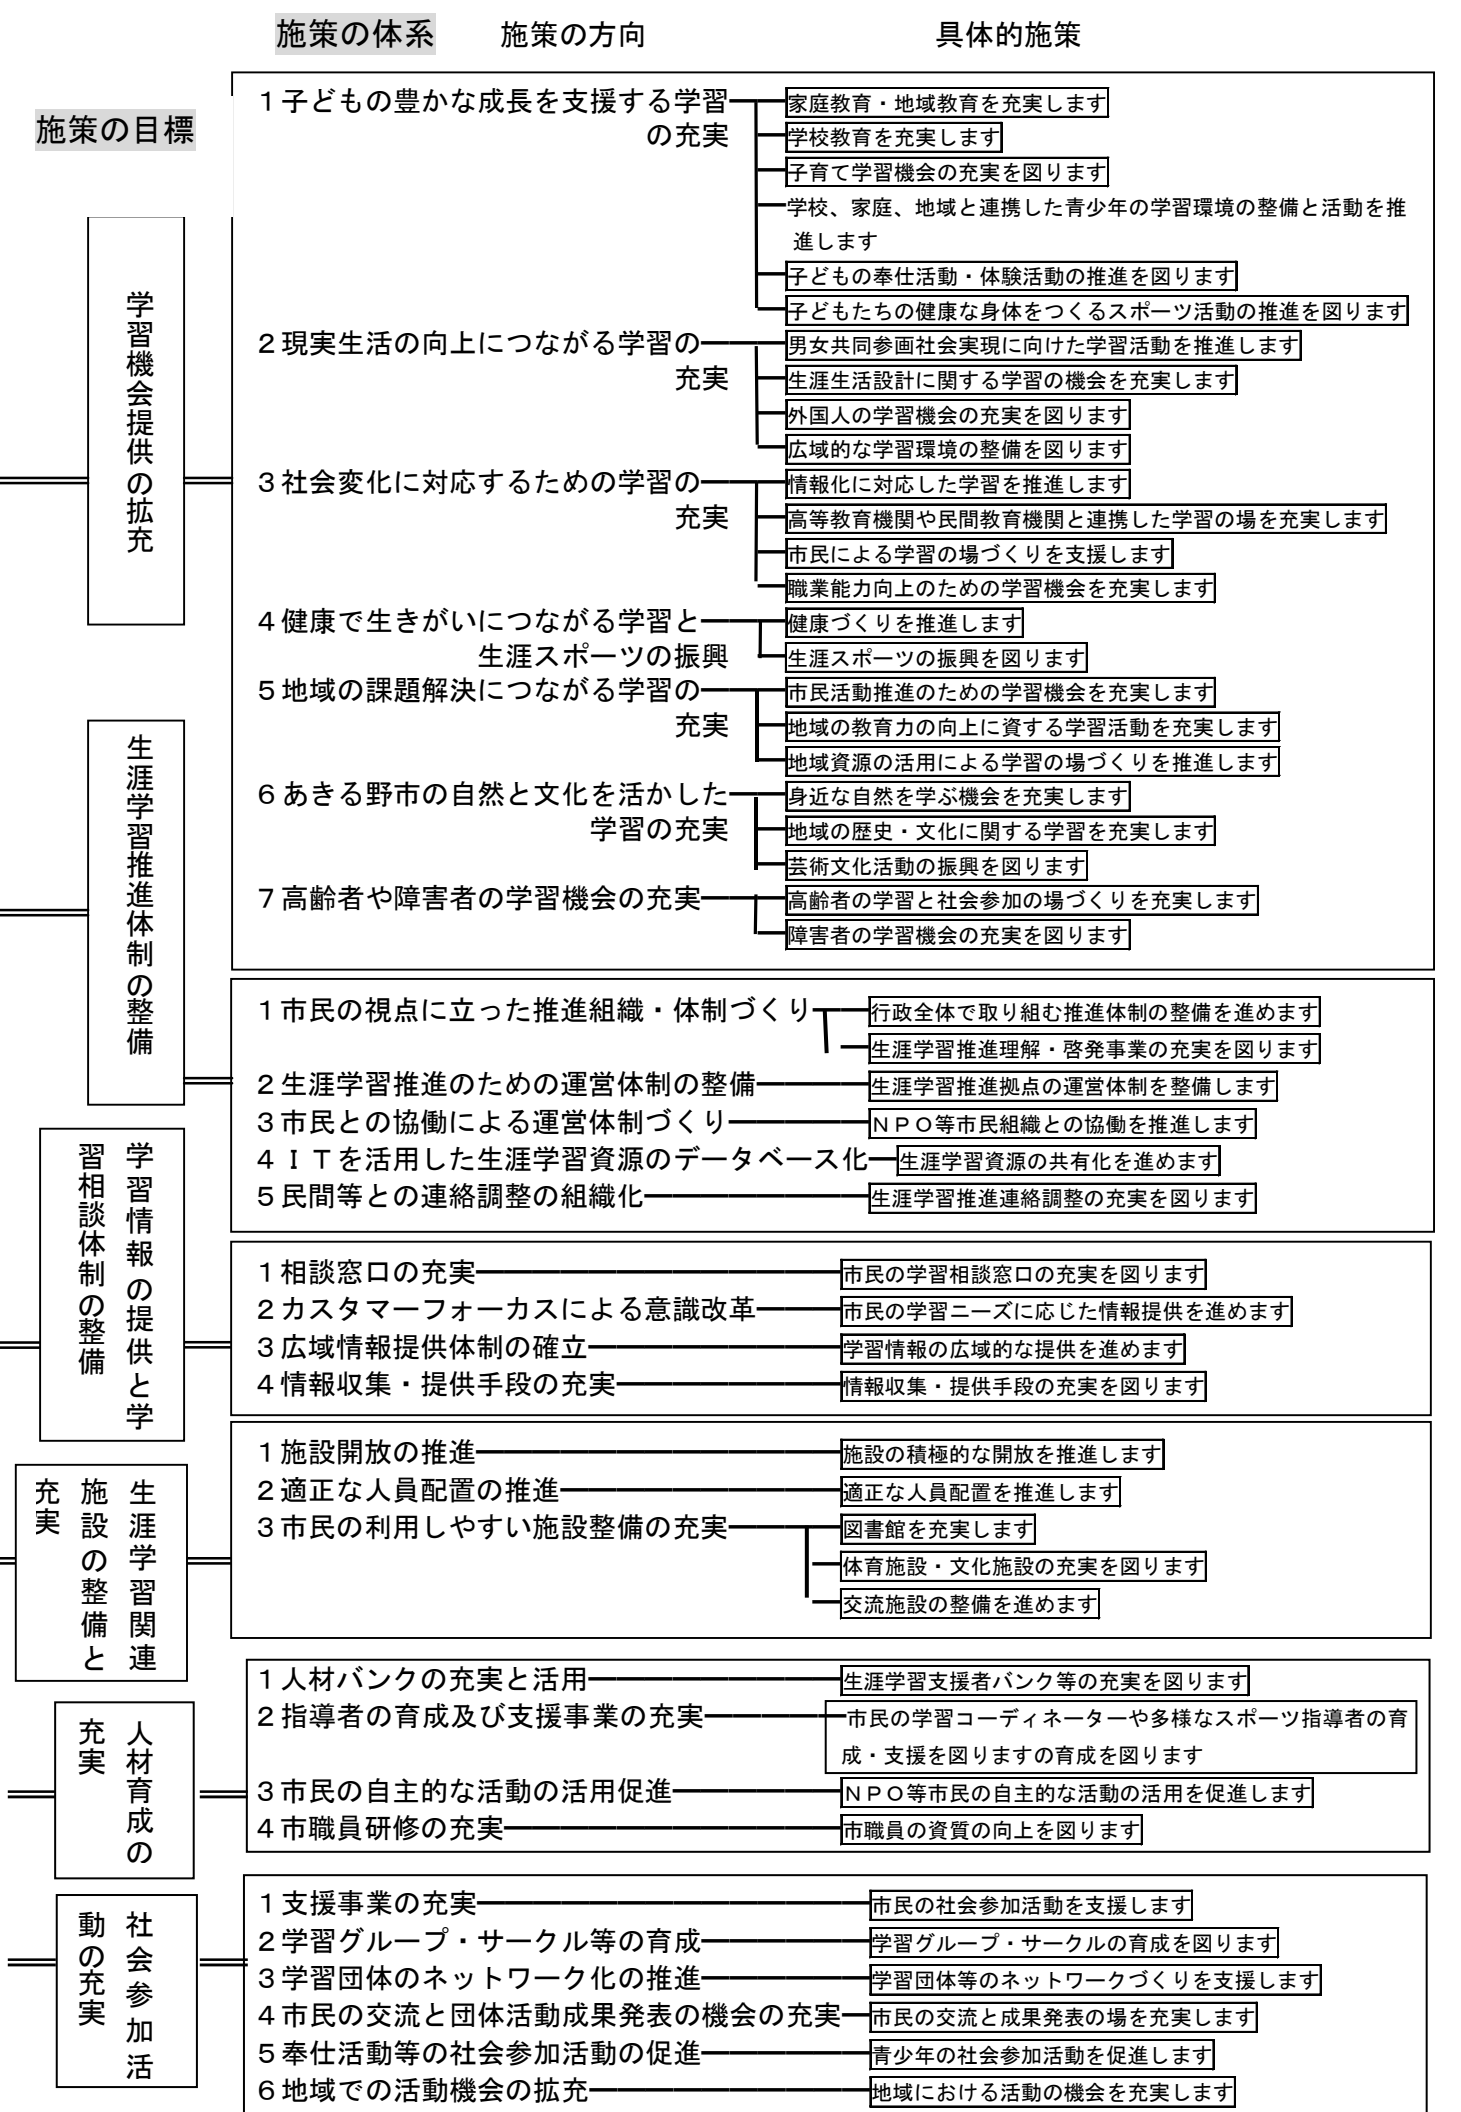 施策の体系
施策の方向
具体的施策
施策の目標
学習機会提供の拡充
1子どもの豊かな成長を支援する学習
の充実
家庭教育・地域教育を充実します
学校教育を充実します
子育て学習機会の充実を図ります
学校、家庭、地域と連携した青少年の学習環境の整備と活動を推
進します
子どもの奉仕活動・体験活動の推進を図ります
子どもたちの健康な身体をつくるスポーツ活動の推進を図ります
2現実生活の向上につながる学習の
充実
男女共同参画社会実現に向けた学習活動を推進します
生涯生活設計に関する学習の機会を充実します
外国人の学習機会の充実を図ります
広域的な学習環境の整備を図ります
3社会変化に対応するための学習の
充実
情報化に対応した学習を推進します
高等教育機関や民間教育機関と連携した学習の場を充実します
市民による学習の場づくりを支援します
職業能力向上のための学習機会を充実します
4健康で生きがいにつながる学習と
生涯スポーツの振興
健康づくりを推進します
生涯スポーツの振興を図ります
5地域の課題解決につながる学習の
充実
市民活動推進のための学習機会を充実します
地域の教育力の向上に資する学習活動を充実します
地域資源の活用による学習の場づくりを推進します
6あきる野市の自然と文化を活かした
学習の充実
身近な自然を学ぶ機会を充実します
地域の歴史・文化に関する学習を充実します
芸術文化活動の振興を図ります
7高齢者や障害者の学習機会の充実
高齢者の学習と社会参加の場づくりを充実します
障害者の学習機会の充実を図ります
生涯学習推進体制の整備
1市民の視点に立った推進組織・体制づくり
行政全体で取り組む推進体制の整備を進めます
生涯学習推進理解・啓発事業の充実を図ります
2生涯学習推進のための運営体制の整備
生涯学習推進拠点の運営体制を整備します
3市民との協働による運営体制づくり
NPO等市民組織との協働を推進します
4ITを活用した生涯学習資源のデータベース化
生涯学習資源の共有化を進めます
5民間等との連絡調整の組織化
生涯学習推進連絡調整の充実を図ります
学習情報の提供と学
習相談体制の整備
1相談窓口の充実
市民の学習相談窓口の充実を図ります
2カスタマーフォーカスによる意識改革
市民の学習ニーズに応じた情報提供を進めます
3広域情報提供体制の確立
学習情報の広域的な提供を進めます
4情報収集・提供手段の充実
情報収集・提供手段の充実を図ります
生涯学習関連
施設の整備と
充実
1施設開放の推進
施設の積極的な開放を推進します
2適正な人員配置の推進
適正な人員配置を推進します
3市民の利用しやすい施設整備の充実
図書館を充実します
体育施設・文化施設の充実を図ります
交流施設の整備を進めます
人材育成の
充実
1人材バンクの充実と活用
生涯学習支援者バンク等の充実を図ります
2指導者の育成及び支援事業の充実
市民の学習コーディネーターや多様なスポーツ指導者の育
成・支援を図りますの育成を図ります
3市民の自主的な活動の活用促進
NPO等市民の自主的な活動の活用を促進します
4市職員研修の充実
市職員の資質の向上を図ります
社会参加活
動の充実
1支援事業の充実
市民の社会参加活動を支援します
2学習グループ・サークル等の育成
学習グループ・サークルの育成を図ります
3学習団体のネットワーク化の推進
学習団体等のネットワークづくりを支援します
4市民の交流と団体活動成果発表の機会の充実
市民の交流と成果発表の場を充実します
5奉仕活動等の社会参加活動の促進
青少年の社会参加活動を促進します
6地域での活動機会の拡充
地域における活動の機会を充実します